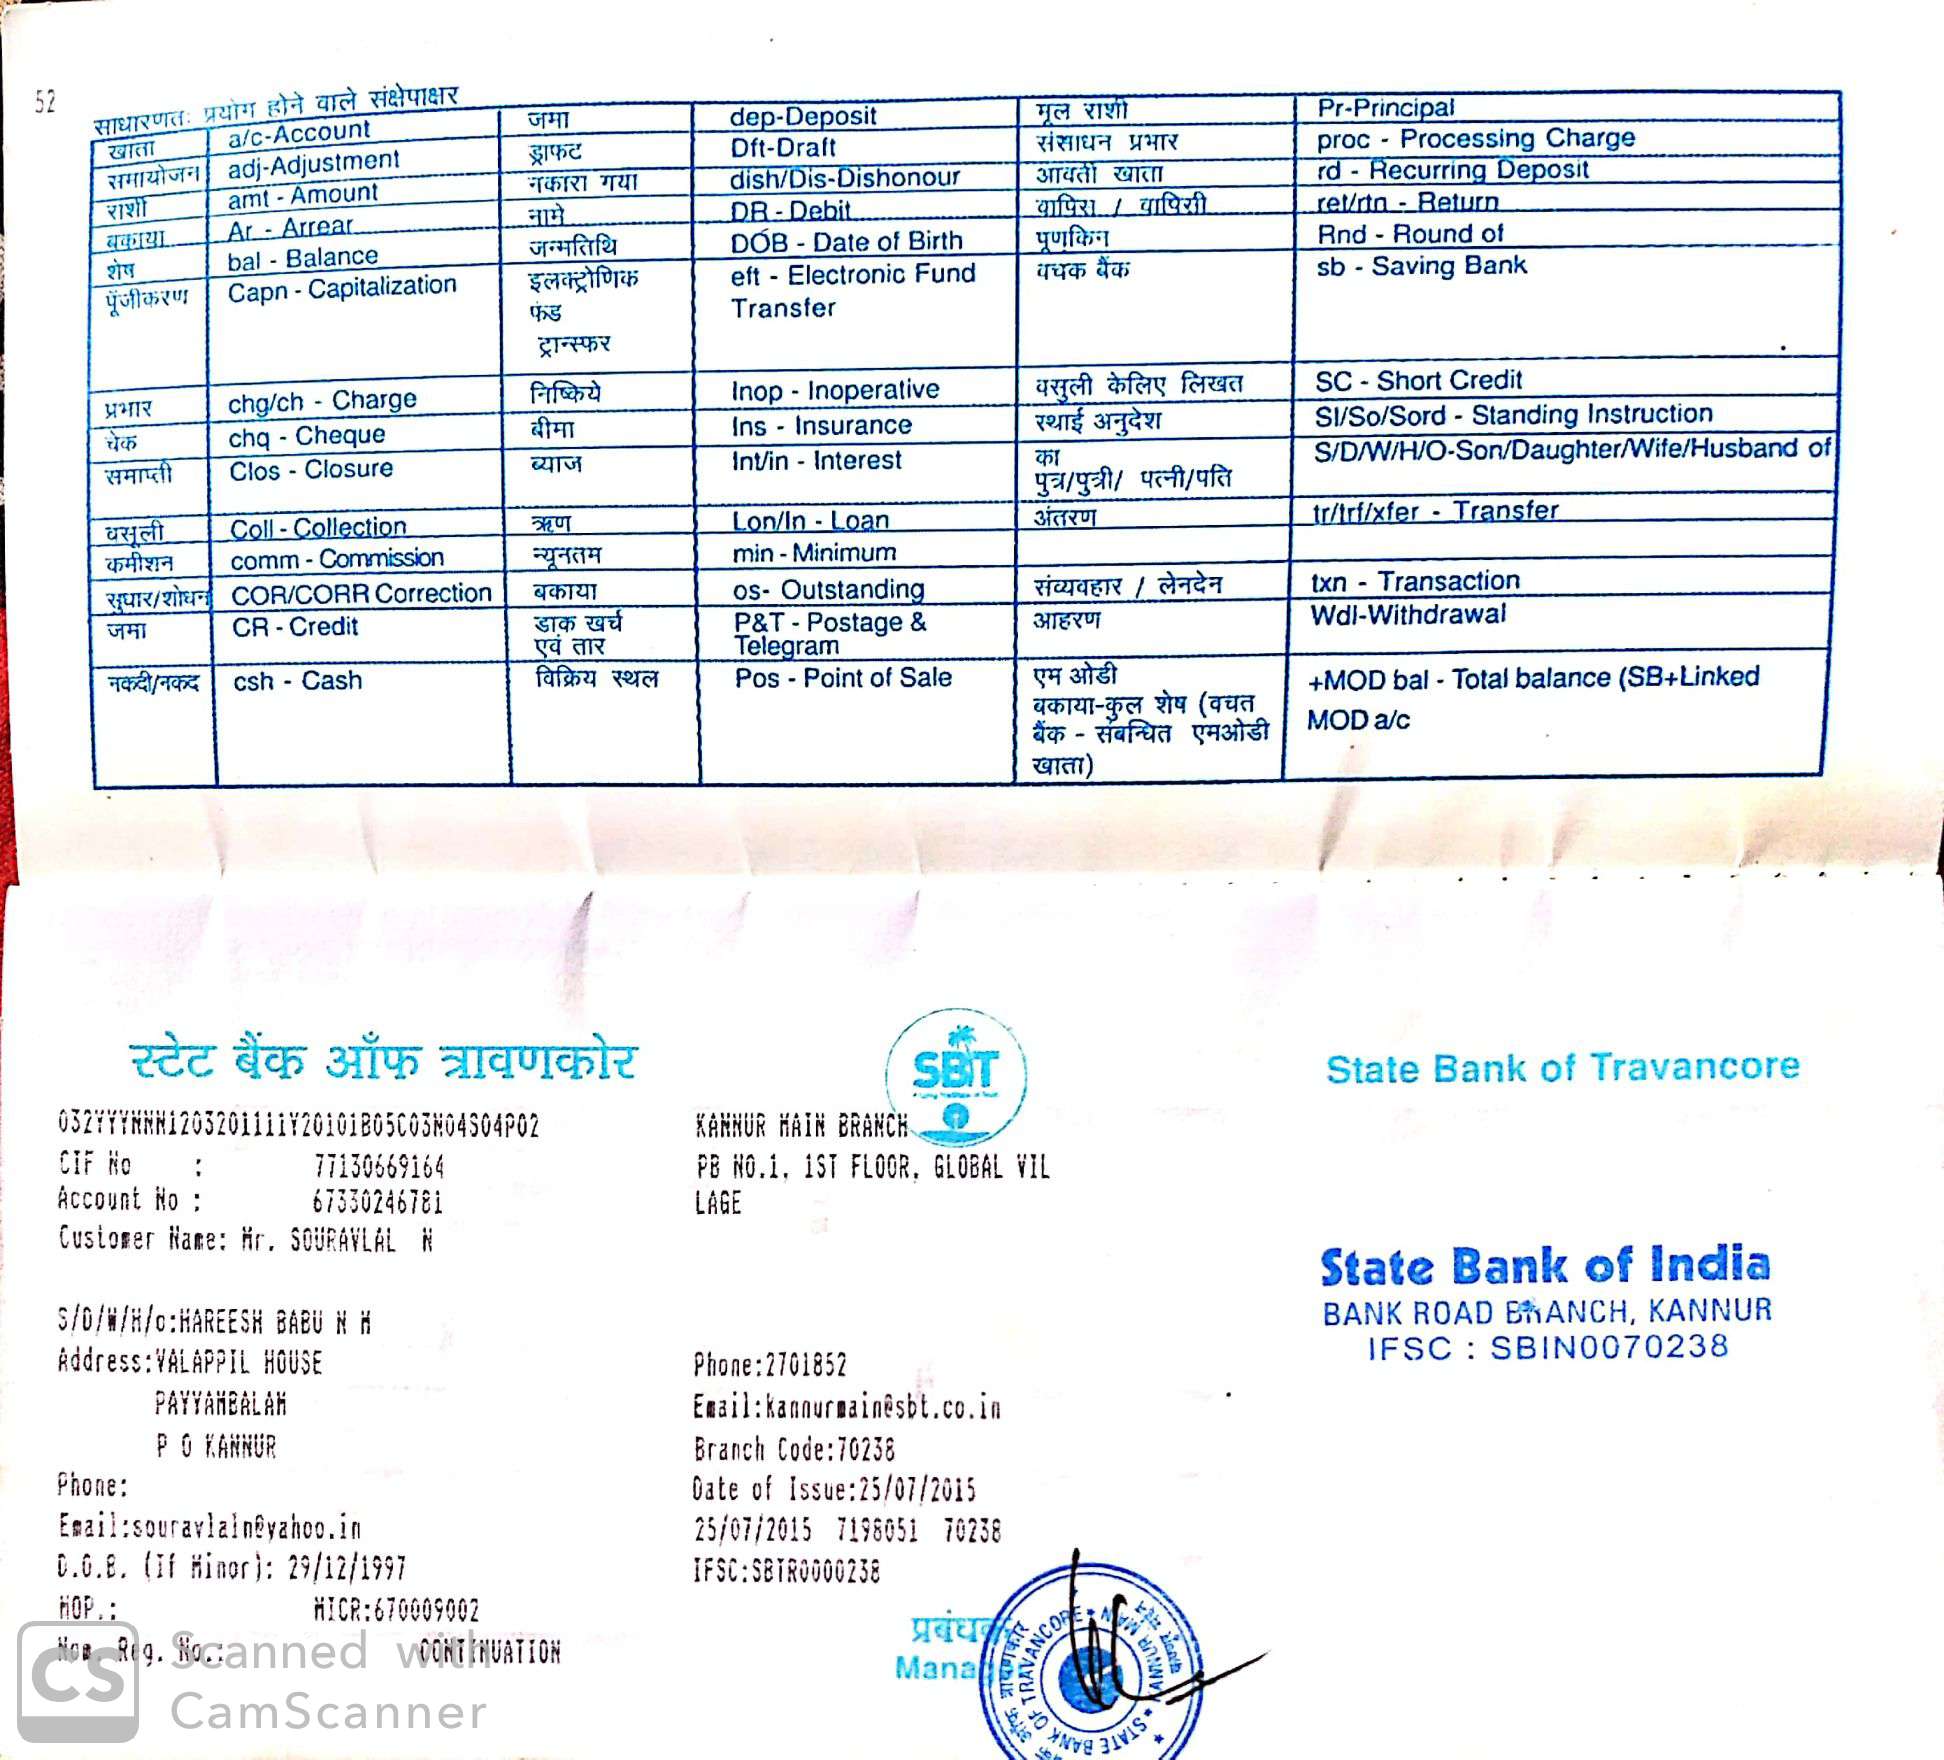 52
साधारणतः प्रयोग होने वाले संक्षेपाक्षर
खाता a/c-Account जमा dep-Deposit मूल राशी Pr-Principal
समायोजन adj-Adjustment ड्राफट Dft-Draft संसाधन प्रभार proc - Processing Charge
राशी amt - Amount नकारा गया dish/Dis-Dishonour आवती खाता rd - Recurring Deposit
बकाया Ar - Arrear नामे DR - Debit वापिस / वापिसी ret/rtn - Return
शेष bal - Balance जन्मतिथि DOB - Date of Birth पूणकिन Rnd - Round of
पूँजीकरण Capn - Capitalization इलक्ट्रोणिक eft - Electronic Fund वचक बैंक sb - Saving Bank
फंड Transfer
ट्रान्स्फर
प्रभार chg/ch - Charge निष्किये Inop - Inoperative वसुली केलिए लिखत SC - Short Credit
चेक chq - Cheque बीमा Ins - Insurance स्थाई अनुदेश SI/So/Sord - Standing Instruction
समाप्ती Clos - Closure ब्याज Int/in - Interest का S/D/W/H/O-Son/Daughter/Wife/Husband of
पुत्र/पुत्री/ पत्नी/पति
वसूली Coll - Collection ऋण Lon/ln - Loan अंतरण tr/trf/xfer - Transfer
कमीशन comm - Commission न्यूनतम min - Minimum
सुधार/शोधन COR/CORR Correction बकाया os- Outstanding संव्यवहार / लेनदेन txn - Transaction
जमा CR - Credit डाक खर्च P&T - Postage & आहरण Wdl-Withdrawal
एवं तार Telegram
नकदी/नकद csh - Cash विक्रिय स्थल Pos - Point of Sale एम ओडी +MOD bal - Total balance (SB+Linked
बकाया-कुल शेष (वचत MOD a/c
बैंक - संबन्धित एमओडी
खाता)
स्टेट बैंक ऑफ त्रावणकोर SBT State Bank of Travancore
032YYYNNN1203201111Y20101B05C03N04S04P02 KANNUR MAIN BRANCH
CIF No : 77130669164 PB NO.1, 1ST FLOOR, GLOBAL VIL
Account No : 67330246781 LAGE
Customer Name: Mr. SOURAVLAL N
State Bank of India
BANK ROAD BRANCH, KANNUR
IFSC : SBIN0070238
S/D/W/H/o:HAREESH BABU N M
Address:VALAPPIL HOUSE Phone:2701852
PAYYAMBALAM Email:kannurmain@sbt.co.in
P O KANNUR Branch Code:70238
Phone: Date of Issue:25/07/2015
Email:souravlaln@yahoo.in 25/07/2015 7198051 70238
D.O.B. (If Minor): 29/12/1997 IFSC:SBTR0000238
MOP.: MICR:670009002
Nom. Reg. No.: CONTINUATION
प्रबंधक
Manager
STATE BANK OF TRAVANCORE * KANNUR MAIN *
CS Scanned with
CamScanner